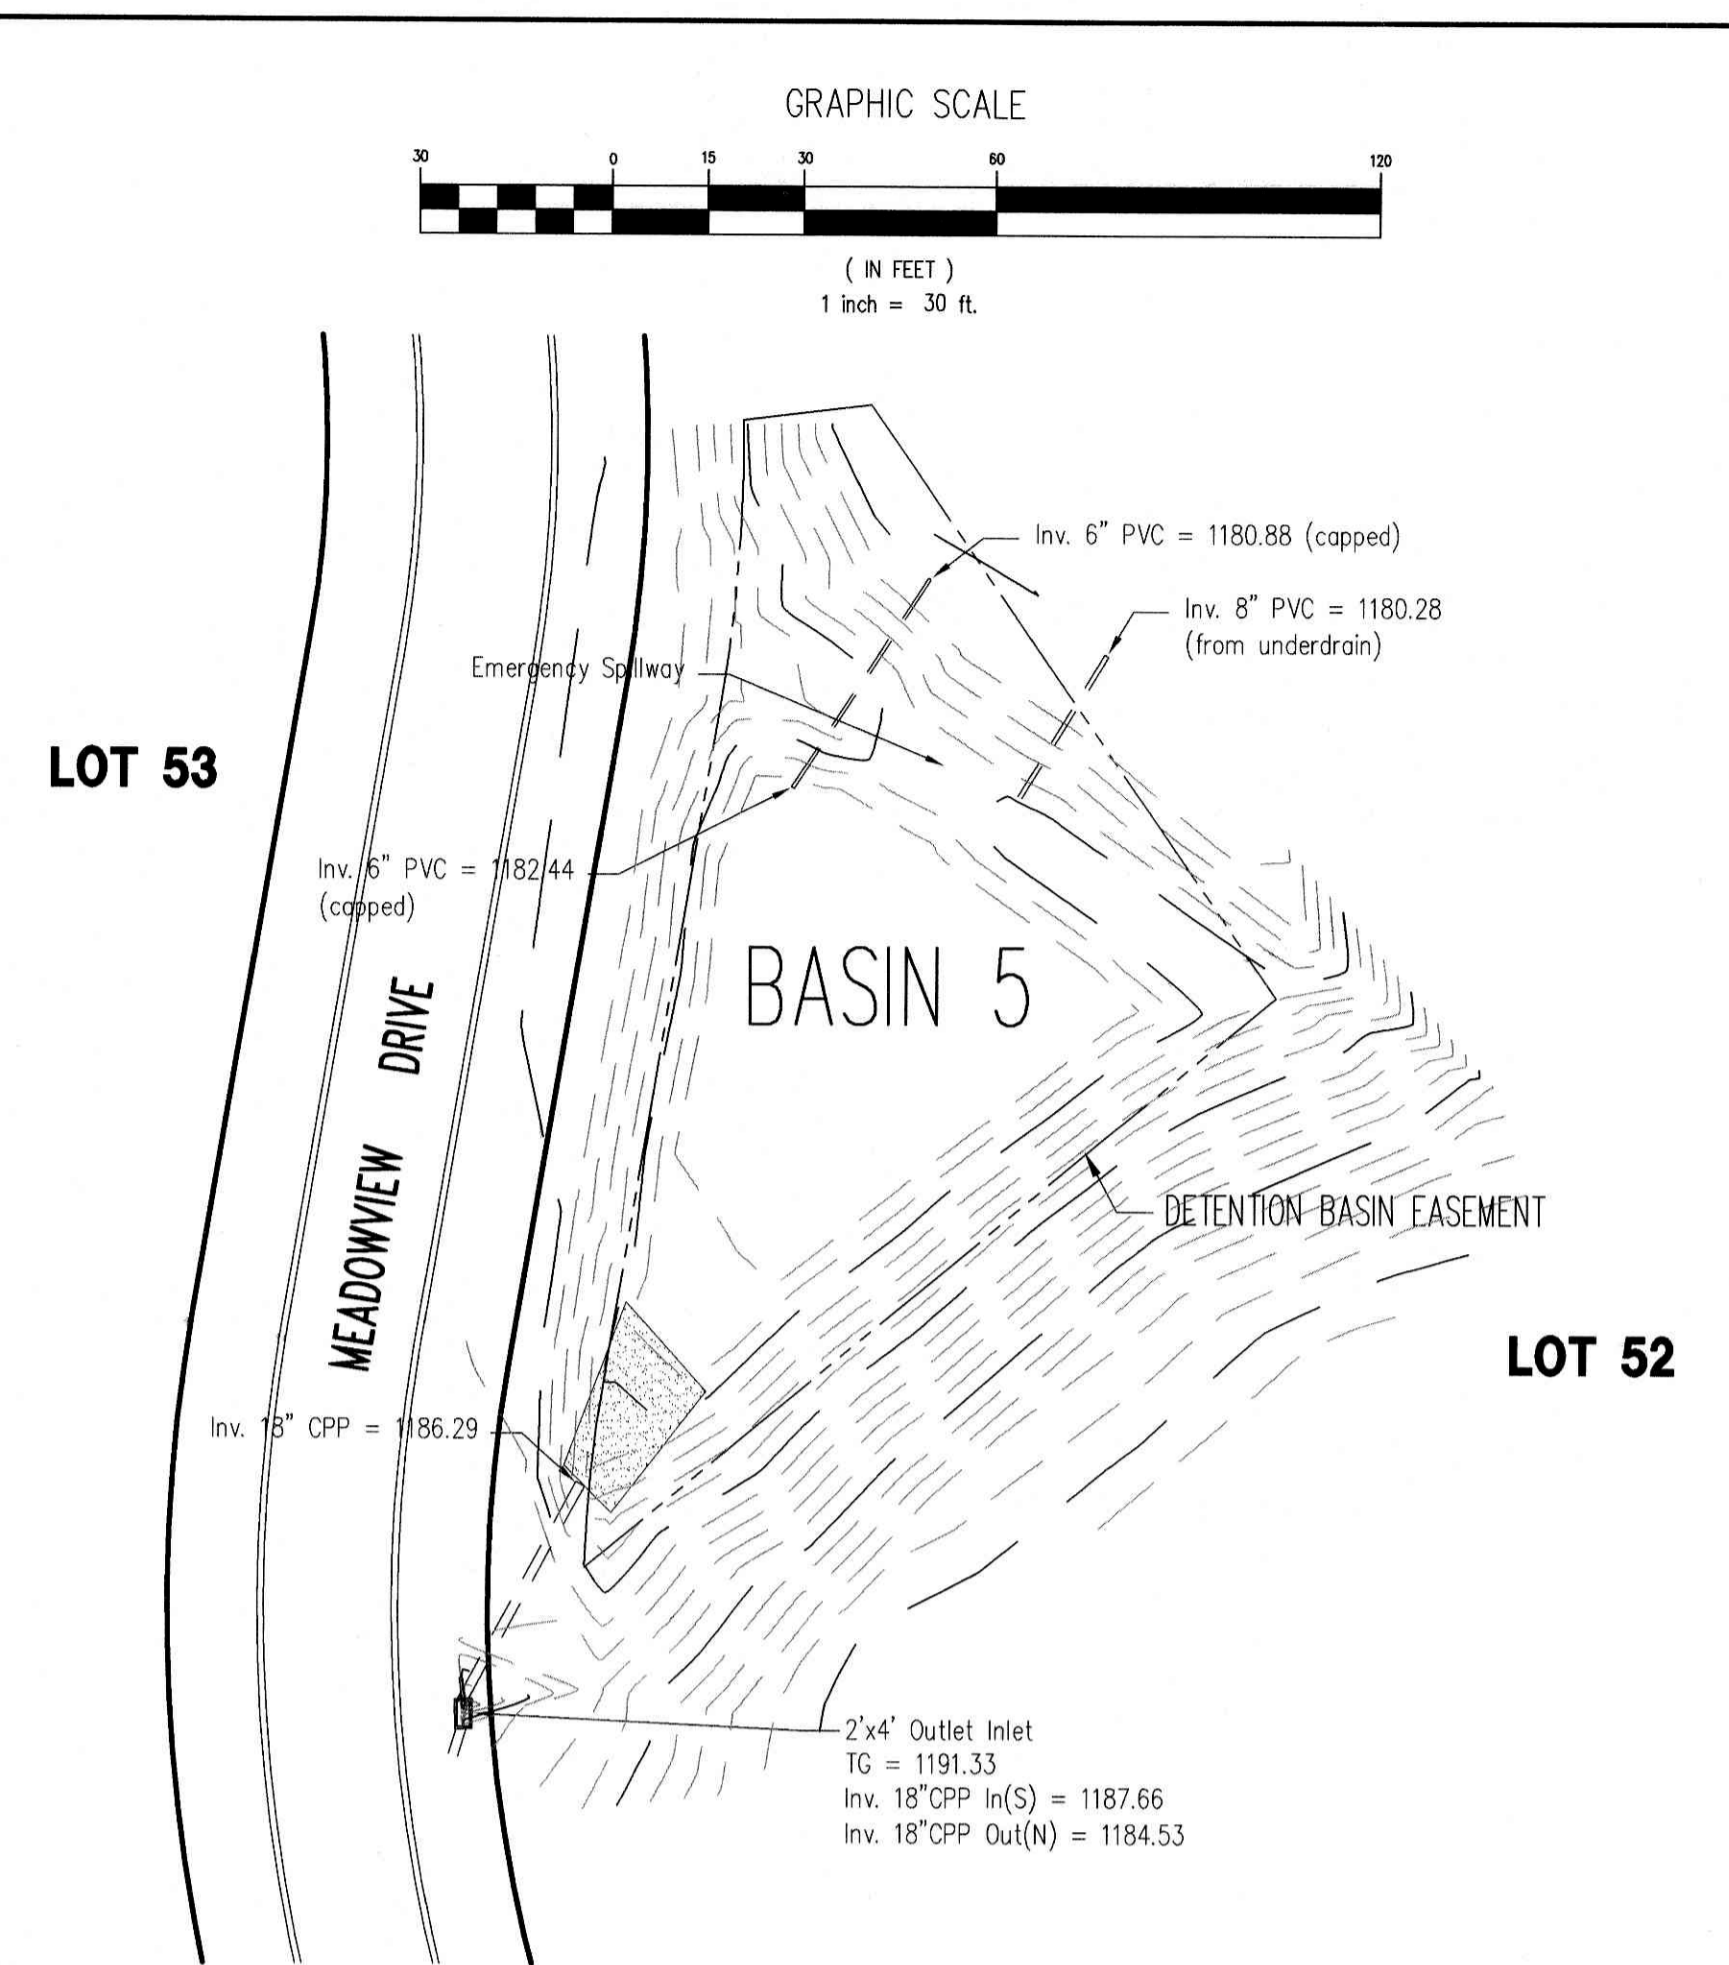 GRAPHIC SCALE
30 0 15 30 60 120
( IN FEET )
1 inch = 30 ft.
Inv. 6" PVC = 1180.88 (capped)
Inv. 8" PVC = 1180.28
(from underdrain)
Emergency Spillway
LOT 53
Inv. 6" PVC = 1182.44
(capped)
BASIN 5
MEADOWVIEW DRIVE
DETENTION BASIN EASEMENT
LOT 52
Inv. 18" CPP = 1186.29
2'x4' Outlet Inlet
TG = 1191.33
Inv. 18"CPP In(S) = 1187.66
Inv. 18"CPP Out(N) = 1184.53